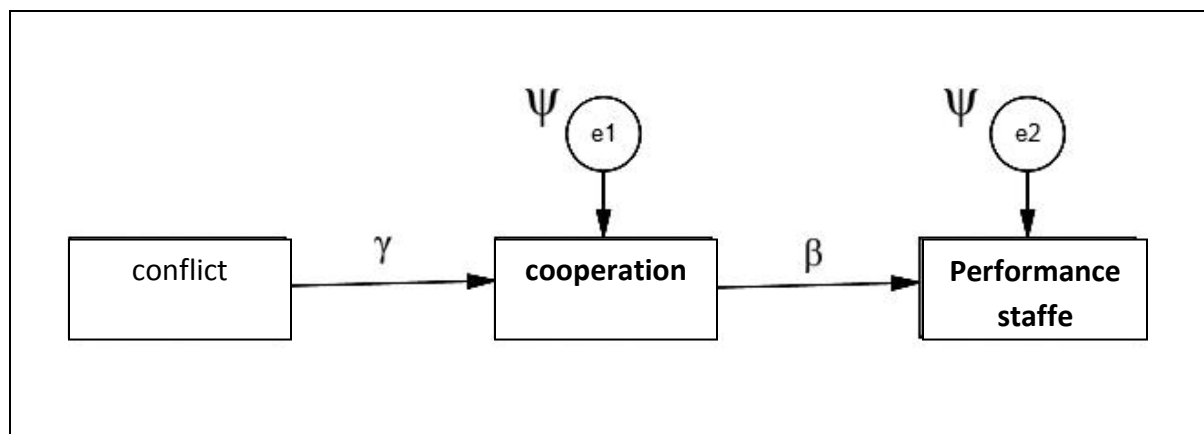 ψ
e1
ψ
e2
conflict
γ
cooperation
β
Performance
staffe